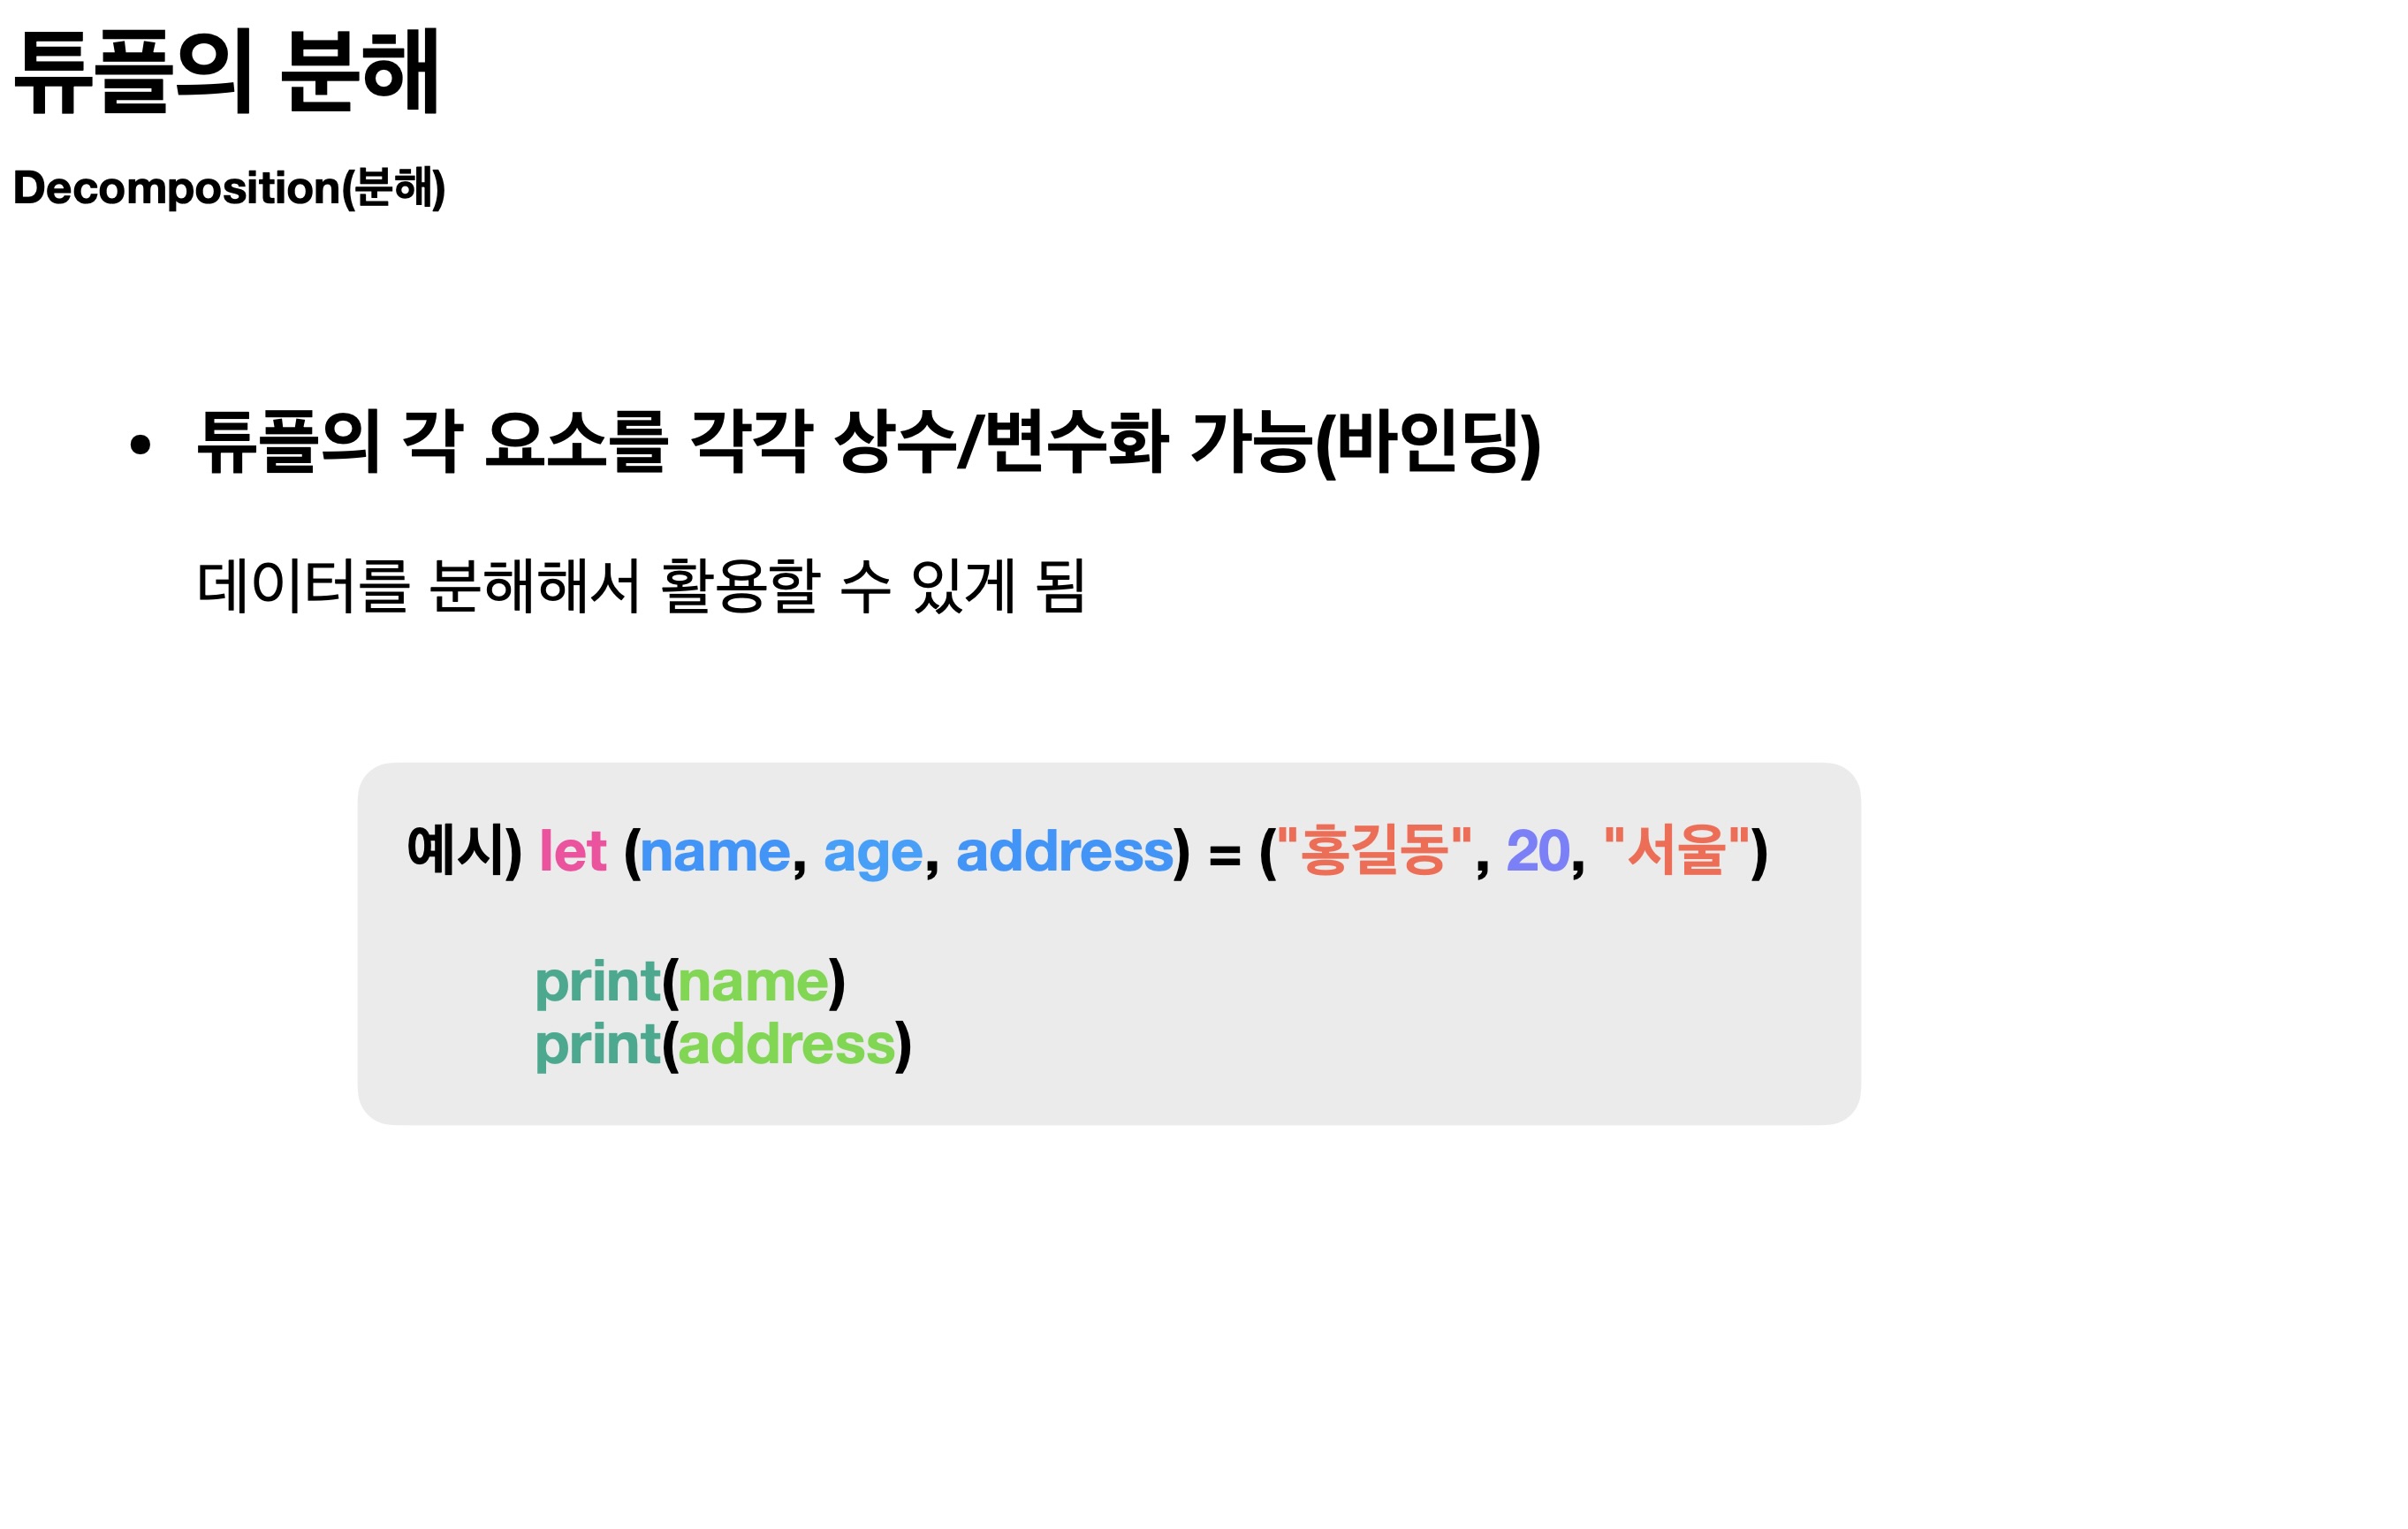 튜플의 분해
Decomposition(분해)
• 튜플의 각 요소를 각각 상수/변수화 가능(바인딩)
데이터를 분해해서 활용할 수 있게 됨
예시) let (name, age, address) = ("홍길동", 20, "서울")
print(name)
print(address)